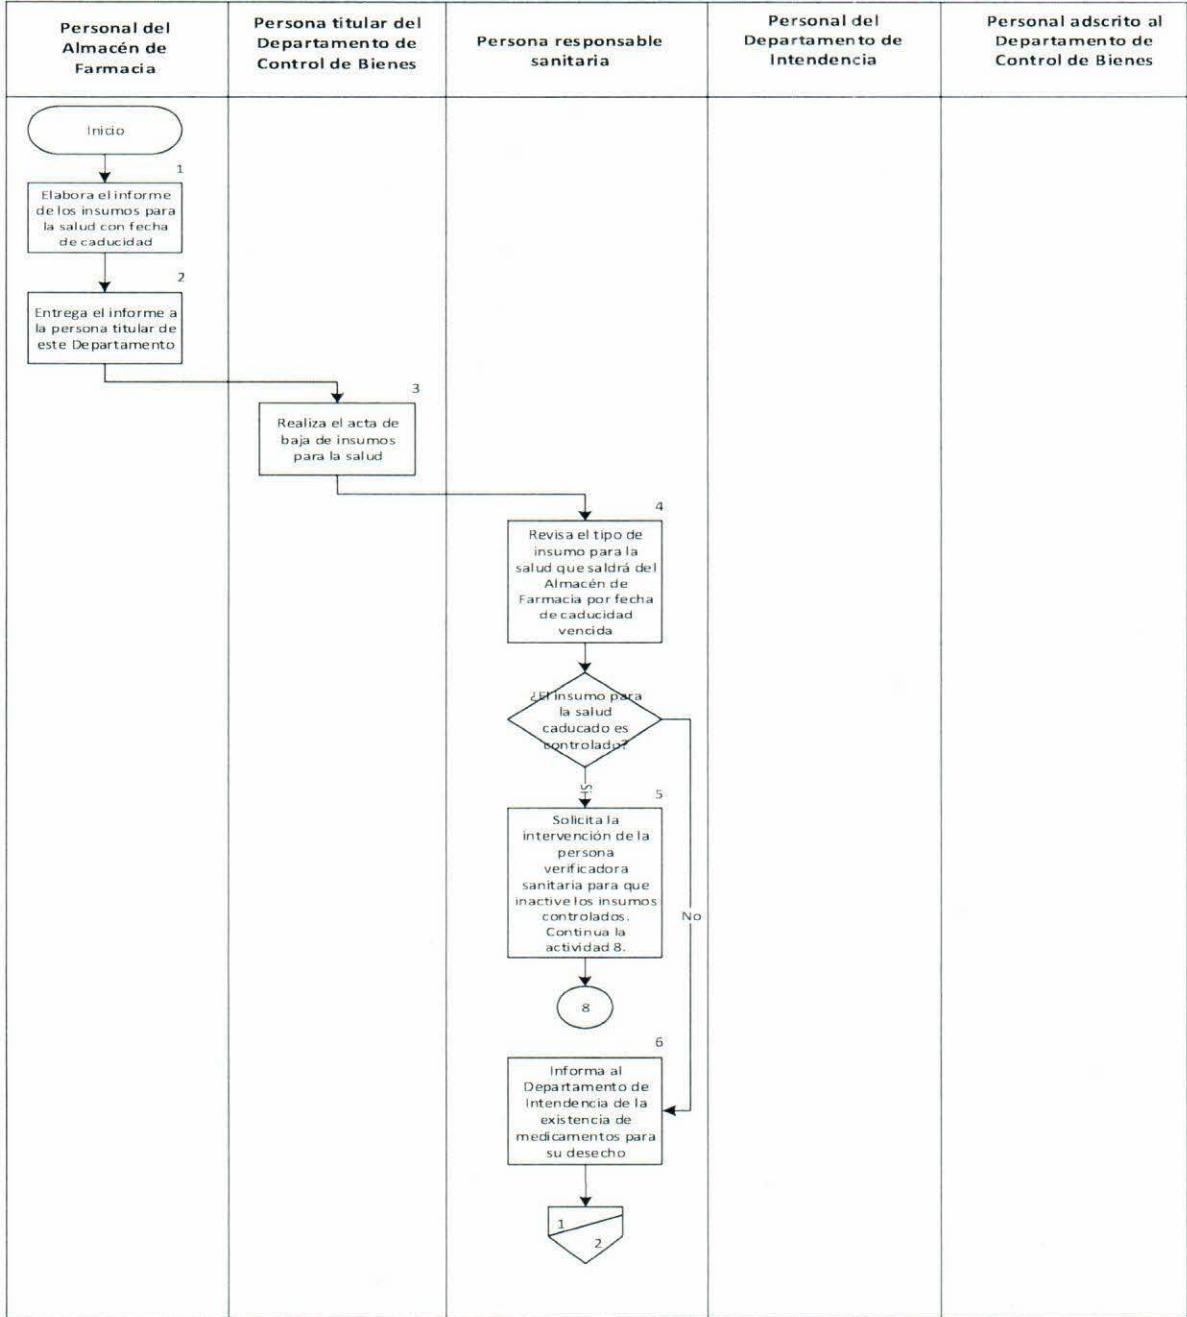 Personal del
Almacén de
Farmacia
Persona titular del
Departamento de
Control de Bienes
Persona responsable
sanitaria
Personal del
Departamento de
Intendencia
Personal adscrito al
Departamento de
Control de Bienes
Inicio
1
Elabora el informe
de los insumos para
la salud con fecha
de caducidad
2
Entrega el informe a
la persona titular de
este Departamento
3
Realiza el acta de
baja de insumos
para la salud
4
Revisa el tipo de
insumo para la
salud que saldrá del
Almacén de
Farmacia por fecha
de caducidad
vencida
¿El insumo para
la salud
caducado es
controlado?
Sí
5
Solicita la
intervención de la
persona
verificadora
sanitaria para que
inactive los insumos
controlados.
Continua la
actividad 8.
No
8
6
Informa al
Departamento de
Intendencia de la
existencia de
medicamentos para
su desecho
1
2